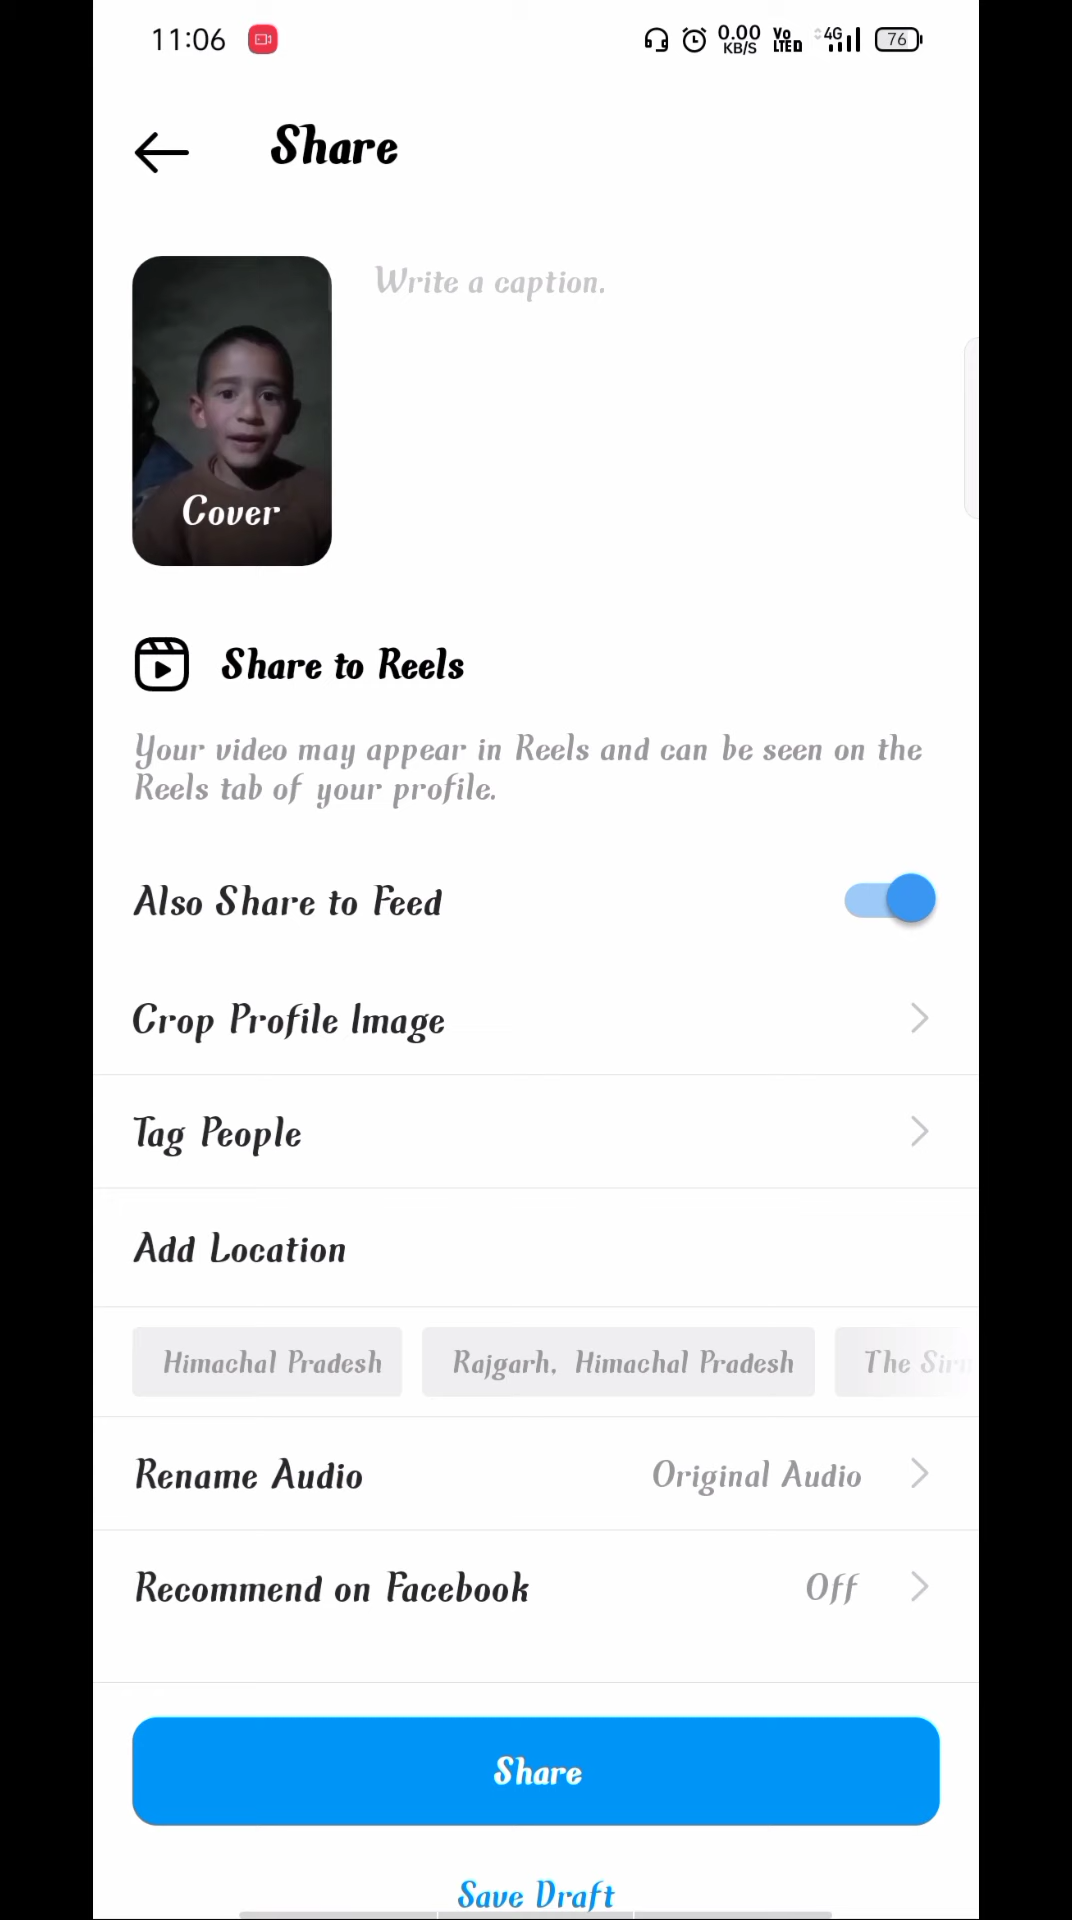 11:06
0.00
KB/S
Vo
LTE
4G
76
Share
Write a caption.
Cover
Share to Reels
Your video may appear in Reels and can be seen on the
Reels tab of your profile.
Also Share to Feed
Crop Profile Image
Tag People
Add Location
Himachal Pradesh
Rajgarh, Himachal Pradesh
The
Rename Audio
Original Audio
Recommend on Facebook
Off
Share
Save Draft